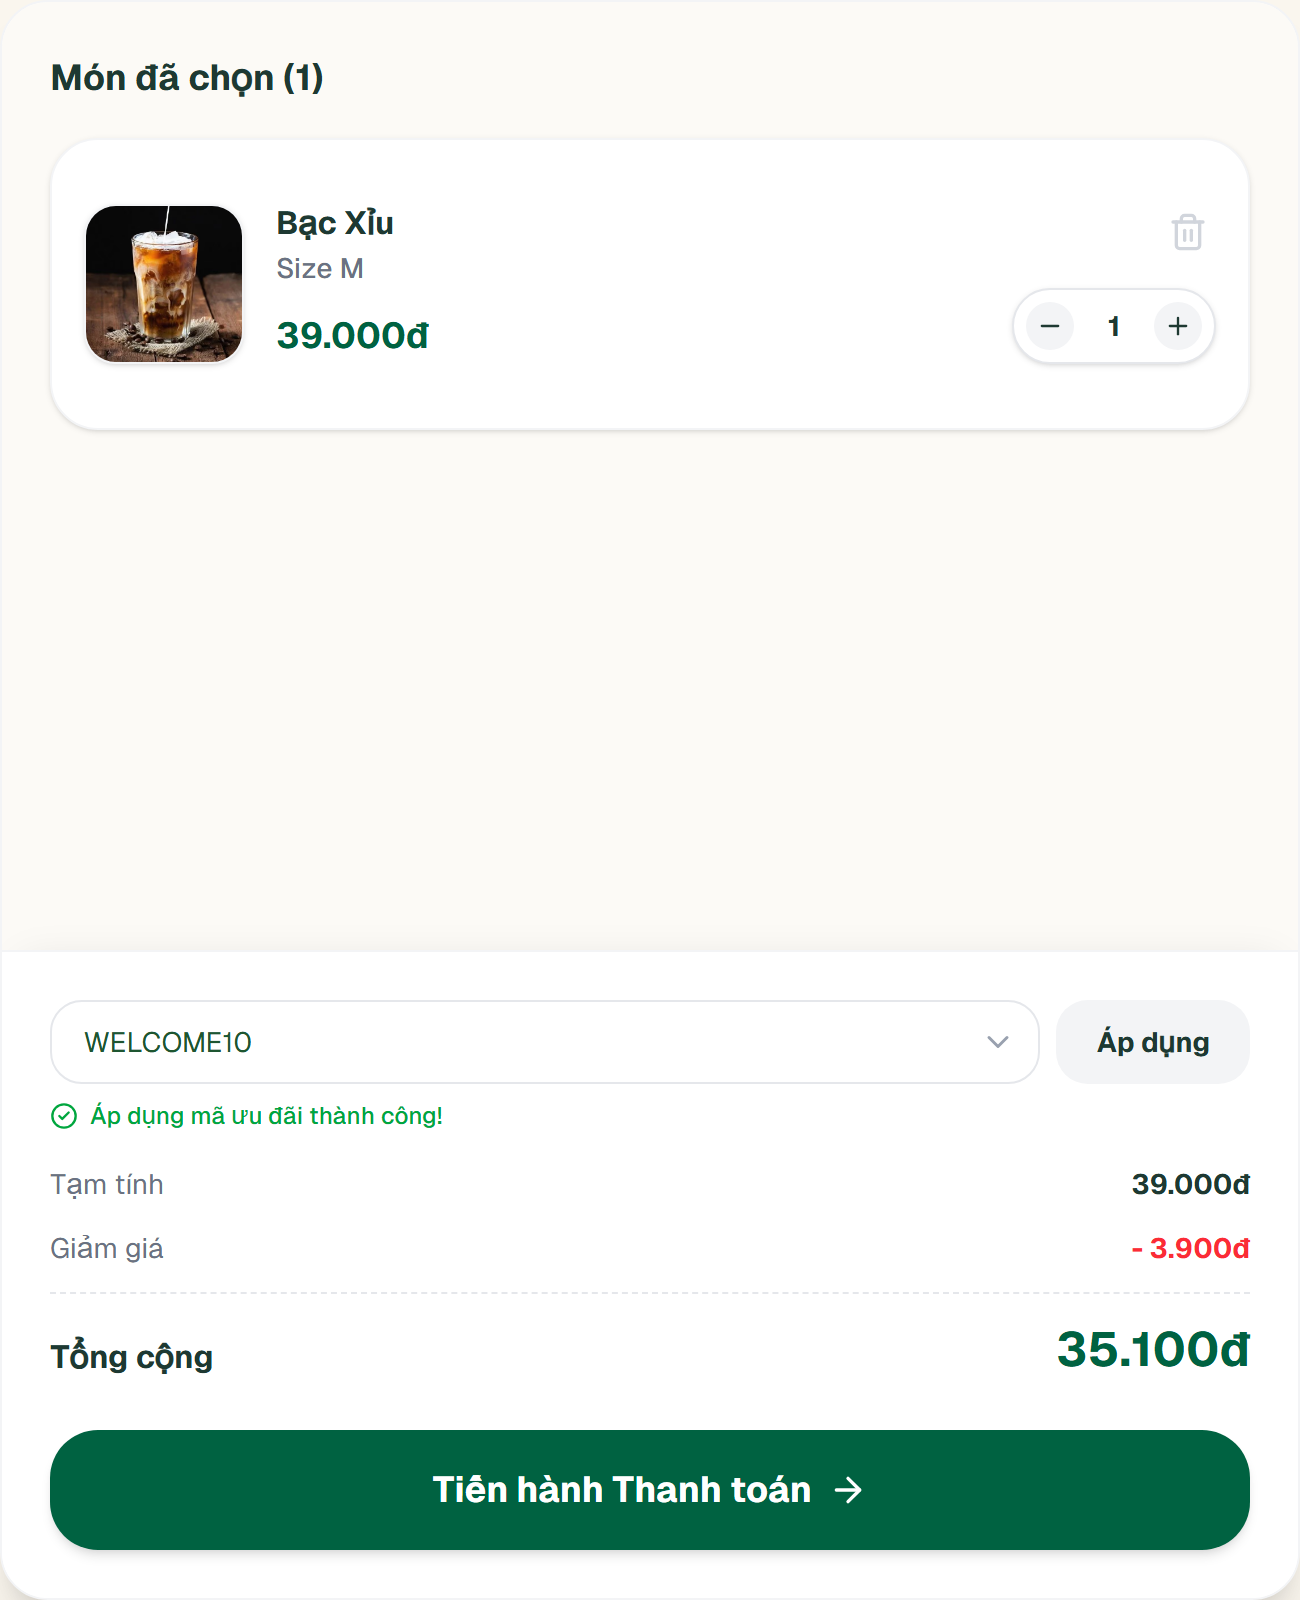 Món đã chọn (1)
Bạc Xỉu
Size M
39.000đ
1
WELCOME10
Áp dụng
Áp dụng mã ưu đãi thành công!
Tạm tính
39.000đ
Giảm giá
- 3.900đ
Tổng cộng
35.100đ
Tiến hành Thanh toán